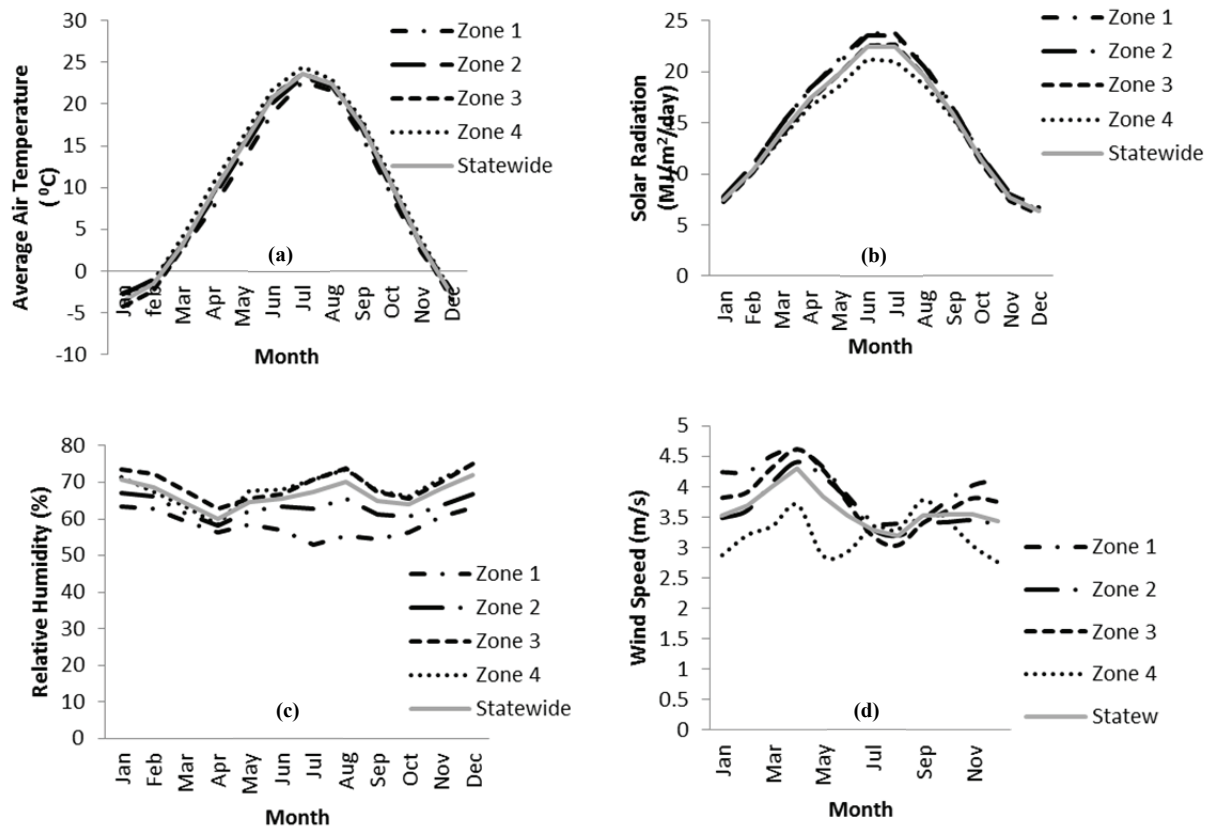 30
25
20
15
10
5
0
-5
-10
Average Air Temperature
( ⁰C)
Jan
feb
Mar
Apr
May
Jun
Jul
Aug
Sep
Oct
Nov
Dec
Month
(a)
Zone 1
Zone 2
Zone 3
Zone 4
Statewide
25
20
15
10
5
0
Solar Radiation
(MJ/m²/day)
Jan
Feb
Mar
Apr
May
Jun
Jul
Aug
Sep
Oct
Nov
Dec
Month
(b)
Zone 1
Zone 2
Zone 3
Zone 4
Statewide
80
70
60
50
40
30
20
10
0
Relative Humidity (%)
Jan
Feb
Mar
Apr
May
Jun
Jul
Aug
Sep
Oct
Nov
Dec
Month
(c)
Zone 1
Zone 2
Zone 3
Zone 4
Statewide
5
4.5
4
3.5
3
2.5
2
1.5
1
0.5
0
Wind Speed (m/s)
Jan
Mar
May
Jul
Sep
Nov
Month
(d)
Zone 1
Zone 2
Zone 3
Zone 4
Statew